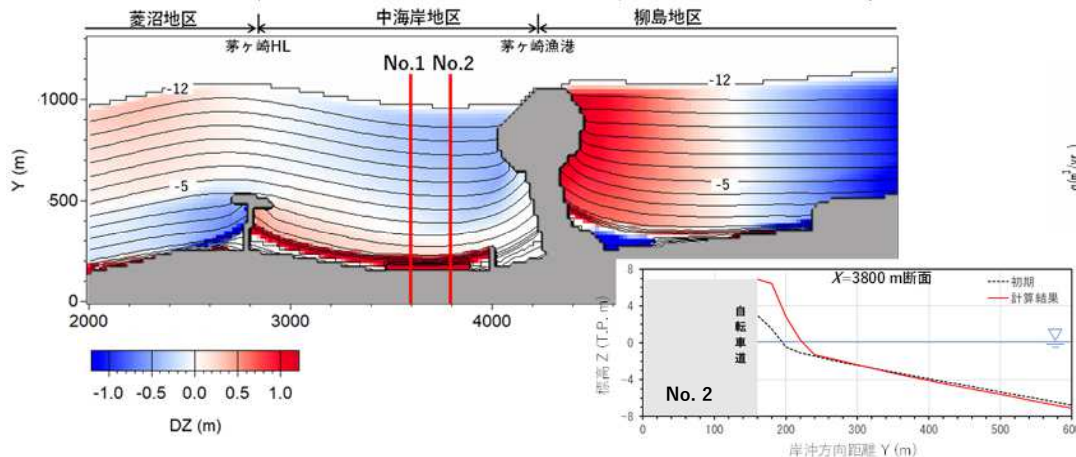 菱沼地区 中海岸地区 柳島地区
茅ヶ崎HL 茅ヶ崎漁港
No.1 No.2
-12 -12
1000
Y (m)
-5 -5
500
0
2000 3000 4000
-1.0 -0.5 0.0 0.5 1.0
DZ (m)
X=3800 m断面
初期
計算結果
自転車道
標高 Z (T.P. m)
8
4
0
-4
-8
No. 2
0 100 200 300 400 500 600
岸沖方向距離 Y (m)